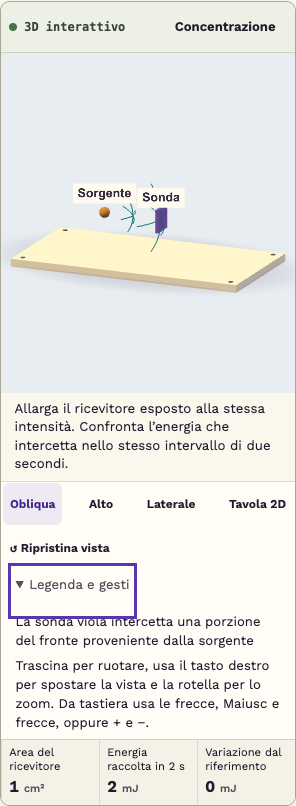 3D interattivo
Concentrazione
Sorgente
Sonda
Allarga il ricevitore esposto alla stessa
intensità. Confronta l’energia che
intercetta nello stesso intervallo di due
secondi.
Obliqua Alto Laterale Tavola 2D
↺ Ripristina vista
▼ Legenda e gesti
La sonda viola intercetta una porzione
del fronte proveniente dalla sorgente
Trascina per ruotare, usa il tasto destro
per spostare la vista e la rotella per lo
zoom. Da tastiera usa le frecce, Maiusc e
frecce, oppure + e −.
Area del
ricevitore
1 cm²
Energia
raccolta in 2 s
2 mJ
Variazione dal
riferimento
0 mJ